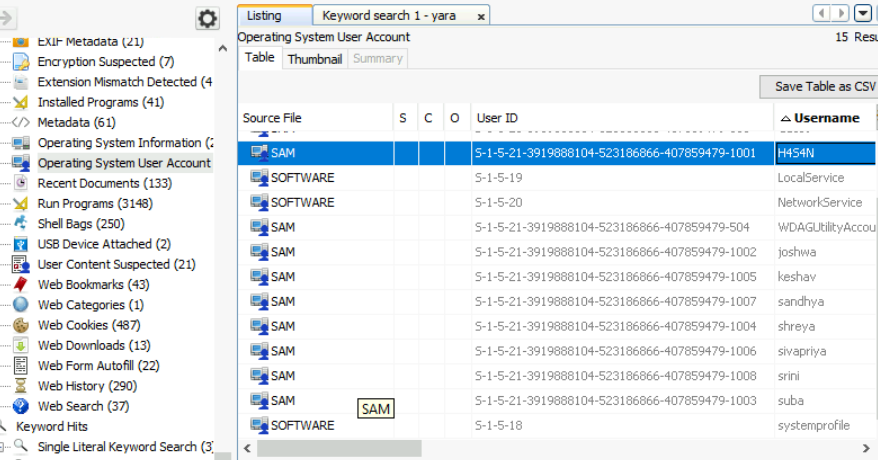 Listing
Keyword search 1 - yara
x
Operating System User Account
15 Resu
Table
Thumbnail
Summary
Save Table as CSV
EXIF Metadata (21)
Encryption Suspected (7)
Extension Mismatch Detected (4
Installed Programs (41)
Metadata (61)
Operating System Information (2
Operating System User Account
Recent Documents (133)
Run Programs (3148)
Shell Bags (250)
USB Device Attached (2)
User Content Suspected (21)
Web Bookmarks (43)
Web Categories (1)
Web Cookies (487)
Web Downloads (13)
Web Form Autofill (22)
Web History (290)
Web Search (37)
Keyword Hits
Single Literal Keyword Search (3
Source File S C O User ID Username
SAM S-1-5-21-3919888104-523186866-407859479-1001 H4S4N
SOFTWARE S-1-5-19 LocalService
SOFTWARE S-1-5-20 NetworkService
SAM S-1-5-21-3919888104-523186866-407859479-504 WDAGUtilityAccou
SAM S-1-5-21-3919888104-523186866-407859479-1002 joshwa
SAM S-1-5-21-3919888104-523186866-407859479-1005 keshav
SAM S-1-5-21-3919888104-523186866-407859479-1007 sandhya
SAM S-1-5-21-3919888104-523186866-407859479-1004 shreya
SAM S-1-5-21-3919888104-523186866-407859479-1006 sivapriya
SAM S-1-5-21-3919888104-523186866-407859479-1008 srini
SAM S-1-5-21-3919888104-523186866-407859479-1003 suba
SAM
SOFTWARE S-1-5-18 systemprofile